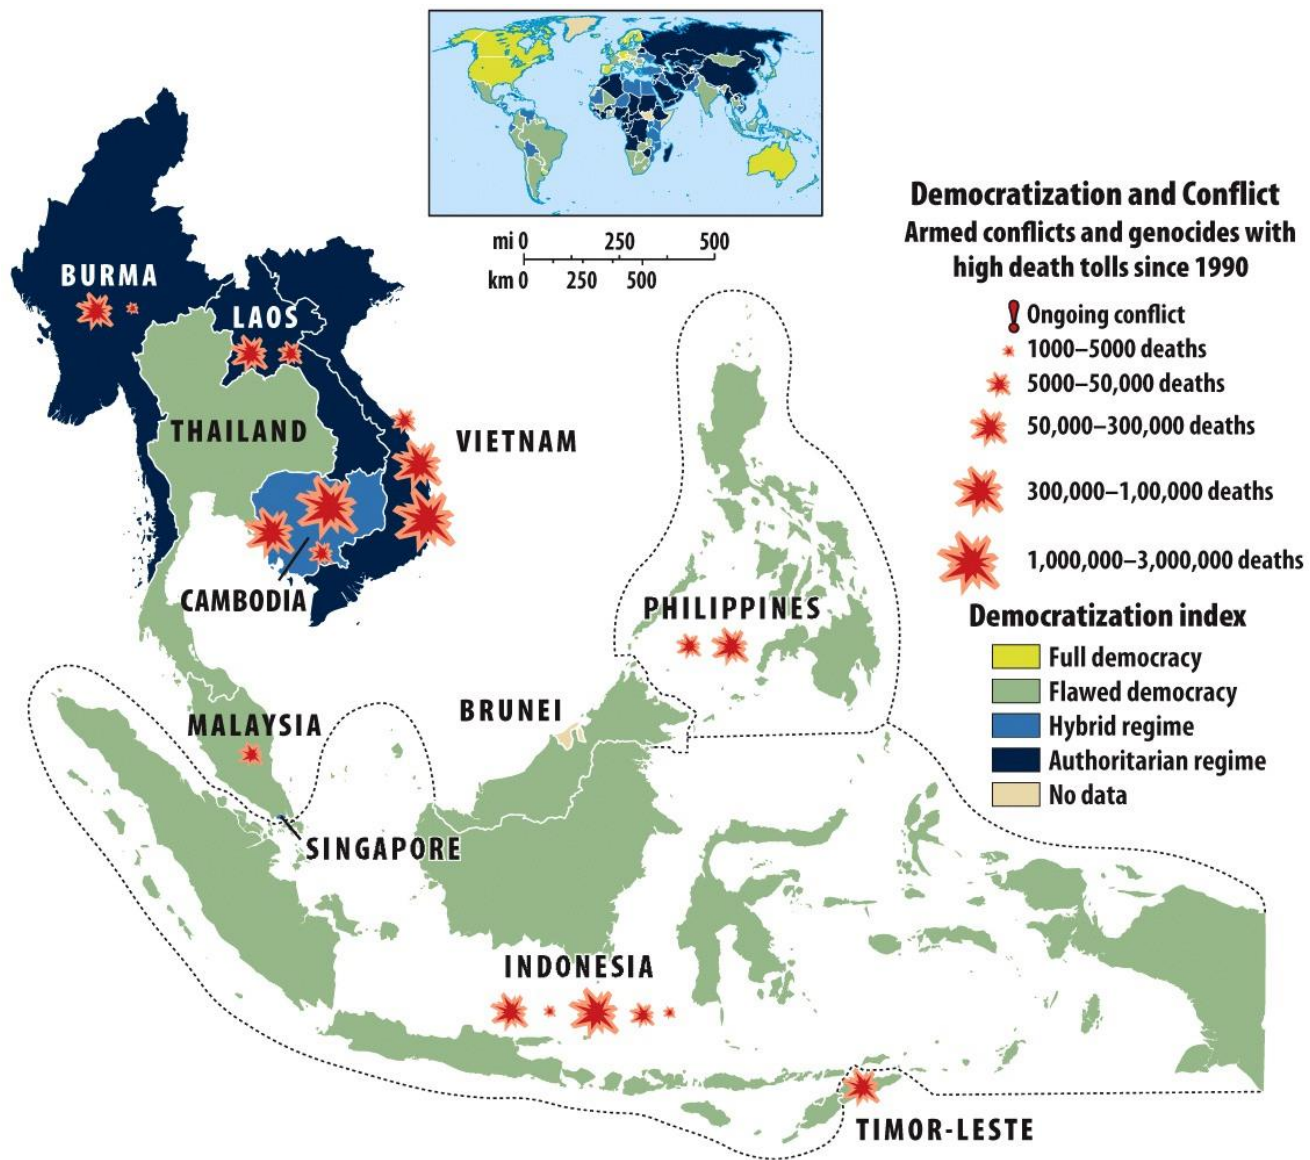 mi 0 250 500
km 0 250 500
Democratization and Conflict
Armed conflicts and genocides with
high death tolls since 1990
Ongoing conflict
1000–5000 deaths
5000–50,000 deaths
50,000–300,000 deaths
300,000–1,00,000 deaths
1,000,000–3,000,000 deaths
Democratization index
Full democracy
Flawed democracy
Hybrid regime
Authoritarian regime
No data
BURMA
LAOS
THAILAND
VIETNAM
CAMBODIA
PHILIPPINES
BRUNEI
MALAYSIA
SINGAPORE
INDONESIA
TIMOR-LESTE